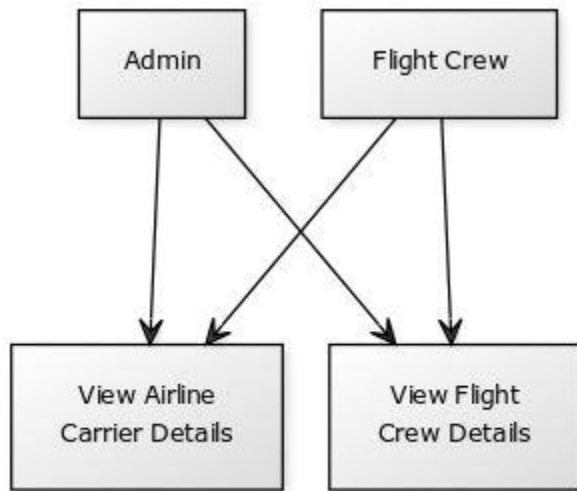 Admin
Flight Crew
View Airline
Carrier Details
View Flight
Crew Details